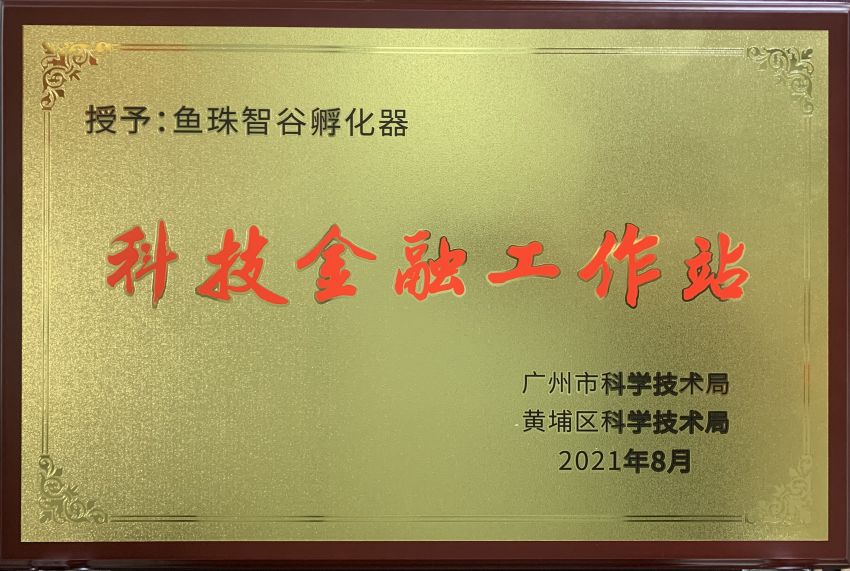 授予:鱼珠智谷孵化器
科技金融工作站
广州市科学技术局
黄埔区科学技术局
2021年8月